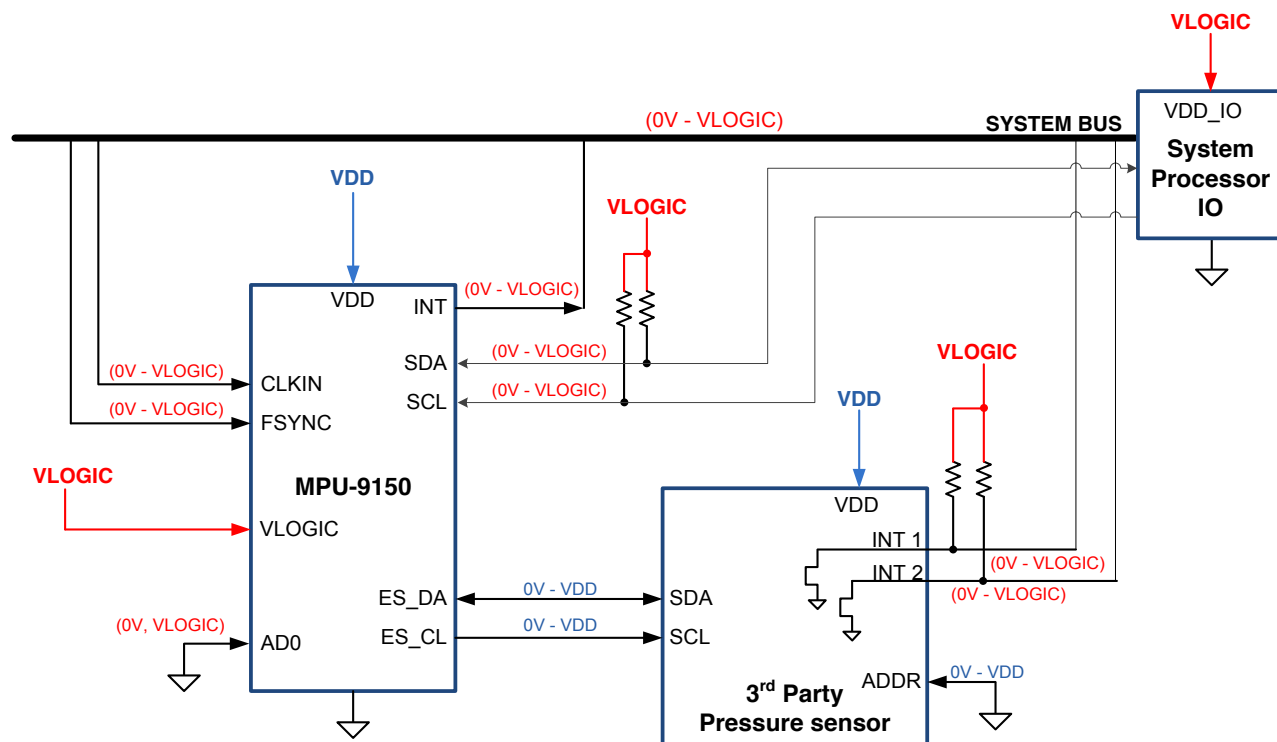 VLOGIC
(0V - VLOGIC)
SYSTEM BUS
VDD_IO
System
Processor
IO
VDD
VLOGIC
VDD
INT
(0V - VLOGIC)
SDA
(0V - VLOGIC)
(0V - VLOGIC)
CLKIN
SCL
(0V - VLOGIC)
(0V - VLOGIC)
FSYNC
VLOGIC
VDD
VLOGIC
MPU-9150
VDD
VLOGIC
INT 1
(0V - VLOGIC)
INT 2
(0V - VLOGIC)
ES_DA
0V - VDD
SDA
(0V, VLOGIC)
AD0
ES_CL
0V - VDD
SCL
ADDR
0V - VDD
3rd Party
Pressure sensor